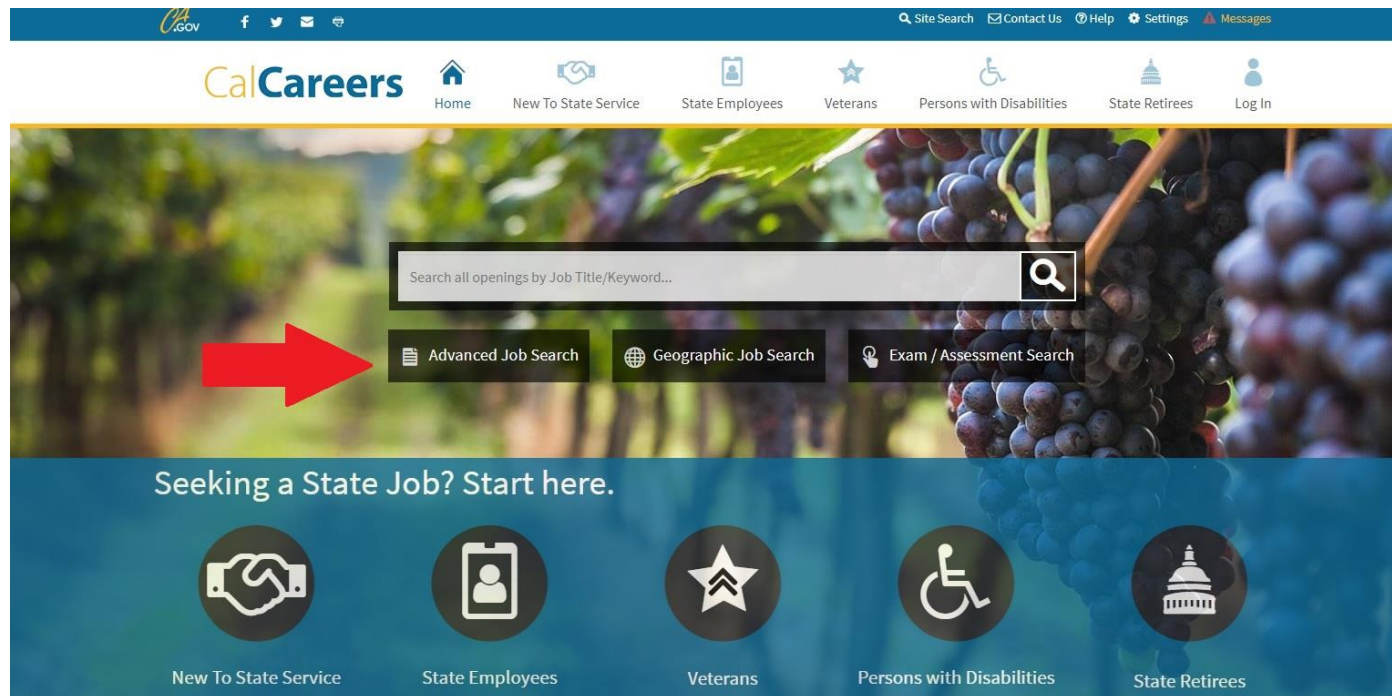 CA.GOV
Site Search Contact Us Help Settings Messages
CalCareers
Home New To State Service State Employees Veterans Persons with Disabilities State Retirees Log In
Search all openings by Job Title/Keyword...
Advanced Job Search Geographic Job Search Exam / Assessment Search
Seeking a State Job? Start here.
New To State Service State Employees Veterans Persons with Disabilities State Retirees